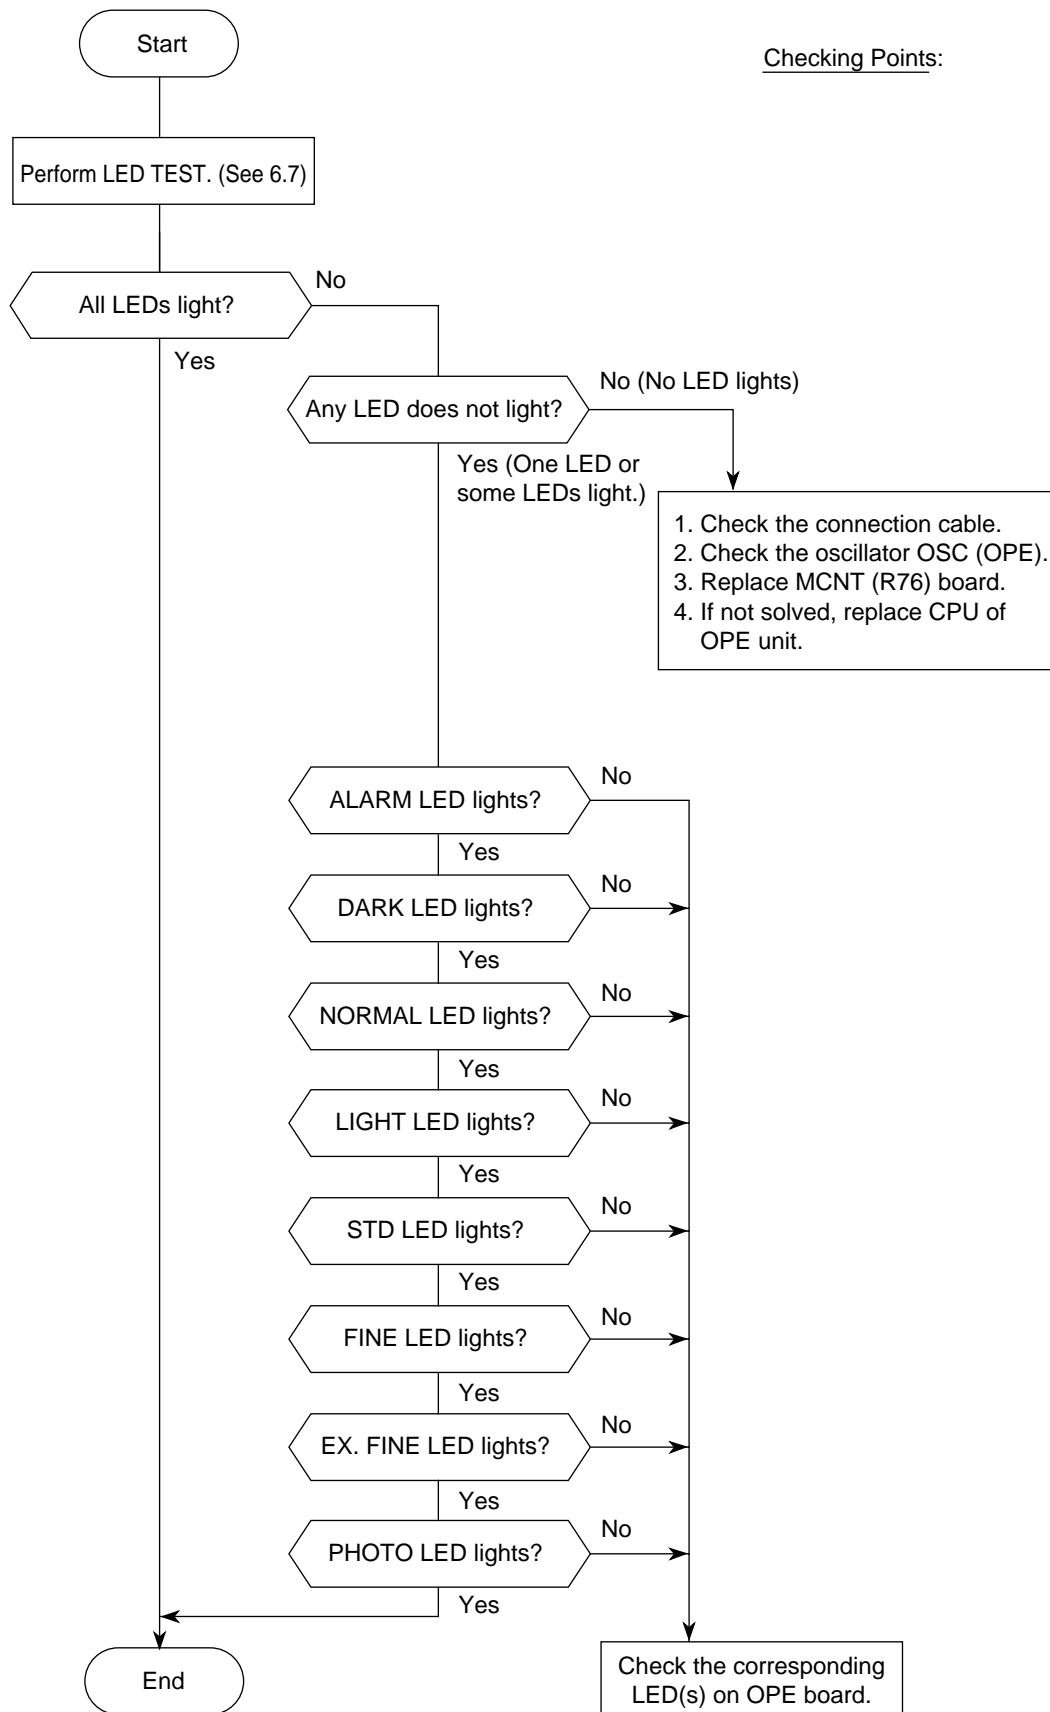 Start
Checking Points:
Perform LED TEST. (See 6.7)
All LEDs light?
No
Yes
Any LED does not light?
No (No LED lights)
Yes (One LED or
some LEDs light.)
1. Check the connection cable.
2. Check the oscillator OSC (OPE).
3. Replace MCNT (R76) board.
4. If not solved, replace CPU of
OPE unit.
ALARM LED lights?
No
Yes
DARK LED lights?
No
Yes
NORMAL LED lights?
No
Yes
LIGHT LED lights?
No
Yes
STD LED lights?
No
Yes
FINE LED lights?
No
Yes
EX. FINE LED lights?
No
Yes
PHOTO LED lights?
No
Yes
End
Check the corresponding
LED(s) on OPE board.